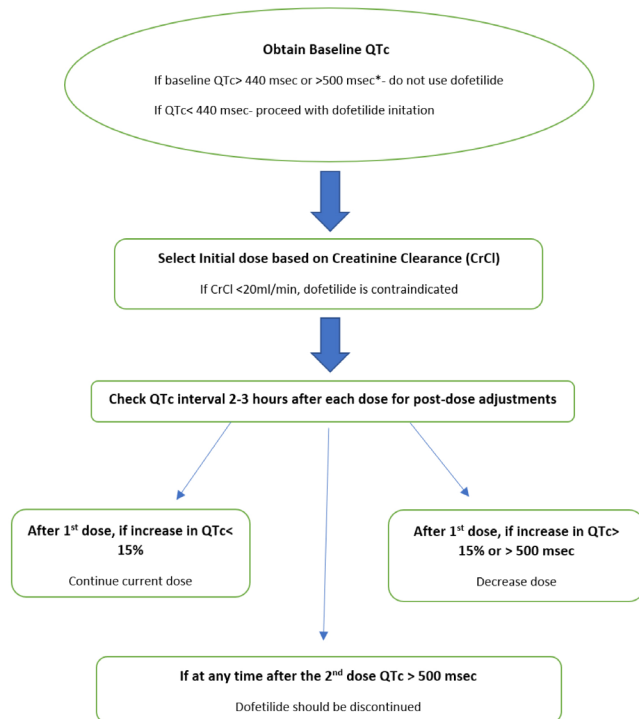 Obtain Baseline QTc
If baseline QTc> 440 msec or >500 msec*- do not use dofetilide
If QTc< 440 msec- proceed with dofetilide initation
Select Initial dose based on Creatinine Clearance (CrCl)
If CrCl <20ml/min, dofetilide is contraindicated
Check QTc interval 2-3 hours after each dose for post-dose adjustments
After 1st dose, if increase in QTc<
15%
Continue current dose
After 1st dose, if increase in QTc>
15% or > 500 msec
Decrease dose
If at any time after the 2nd dose QTc > 500 msec
Dofetilide should be discontinued